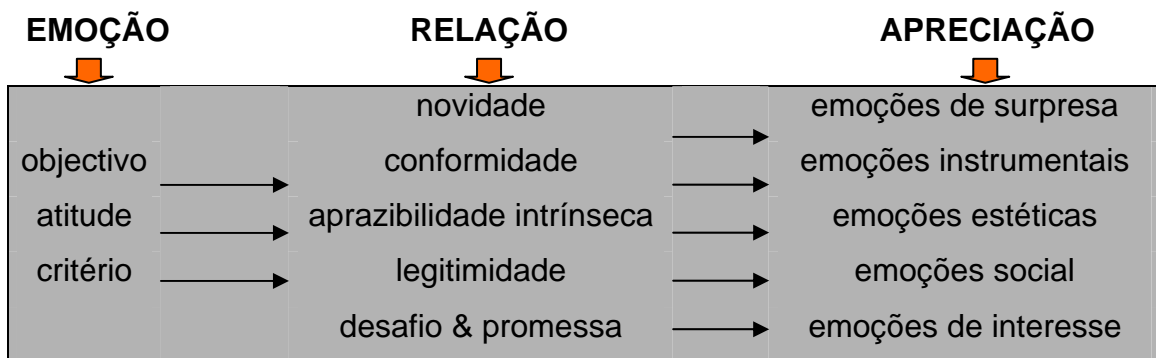 EMOÇÃO RELAÇÃO APRECIAÇÃO
novidade emoções de surpresa
objectivo conformidade emoções instrumentais
atitude aprazibilidade intrínseca emoções estéticas
critério legitimidade emoções social
desafio & promessa emoções de interesse